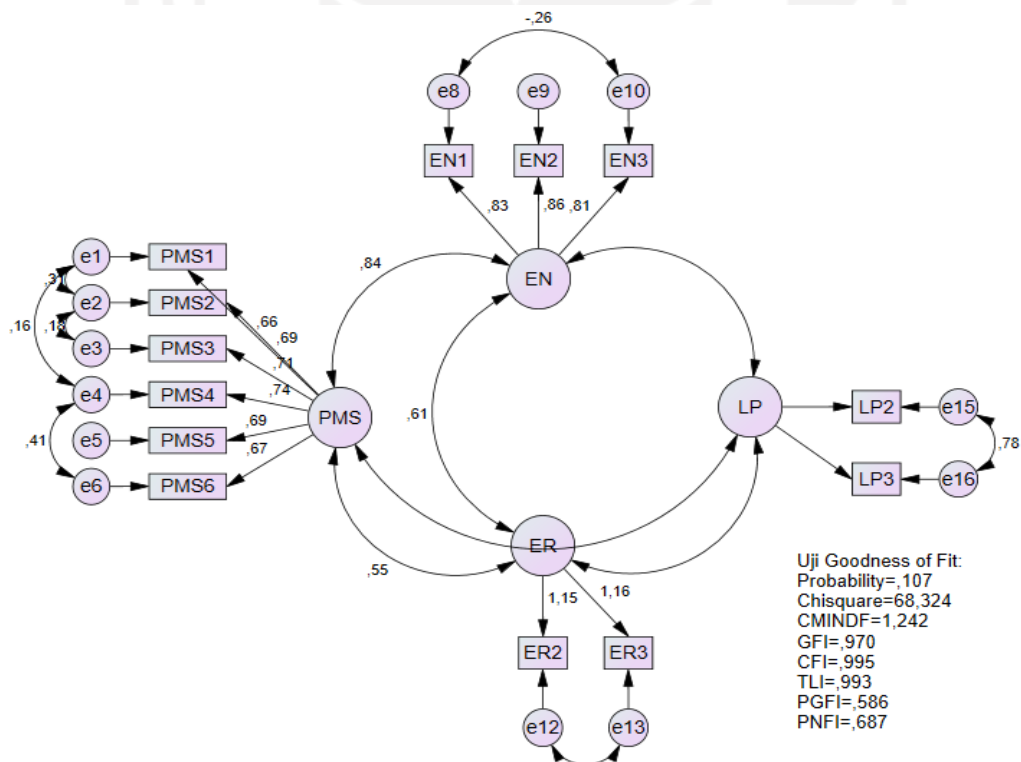 -,26
e8
e9
e10
EN1
EN2
EN3
,83
,86
,81
EN
,84
e1
PMS1
,31
e2
PMS2
,16
,18
e3
PMS3
,66
,69
,71
e4
PMS4
,74
PMS
,61
LP
LP2
e15
,41
e5
PMS5
,69
,78
e6
PMS6
,67
LP3
e16
ER
,55
1,15
1,16
ER2
ER3
e12
e13
Uji Goodness of Fit:
Probability=,107
Chisquare=68,324
CMINDF=1,242
GFI=,970
CFI=,995
TLI=,993
PGFI=,586
PNFI=,687